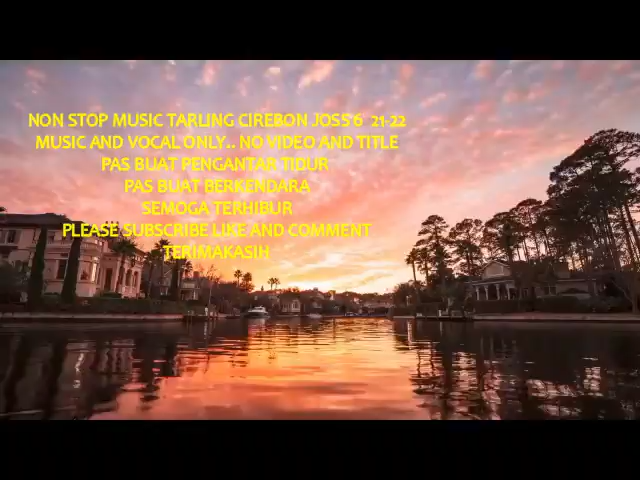 NON STOP MUSIC TARLING CIREBON JOSS 6 21-22
MUSIC AND VOCAL ONLY.. NO VIDEO AND TITLE
PAS BUAT PENGANTAR TIDUR
PAS BUAT BERKENDARA
SEMOGA TERHIBUR
PLEASE SUBSCRIBE LIKE AND COMMENT
TERIMAKASIH